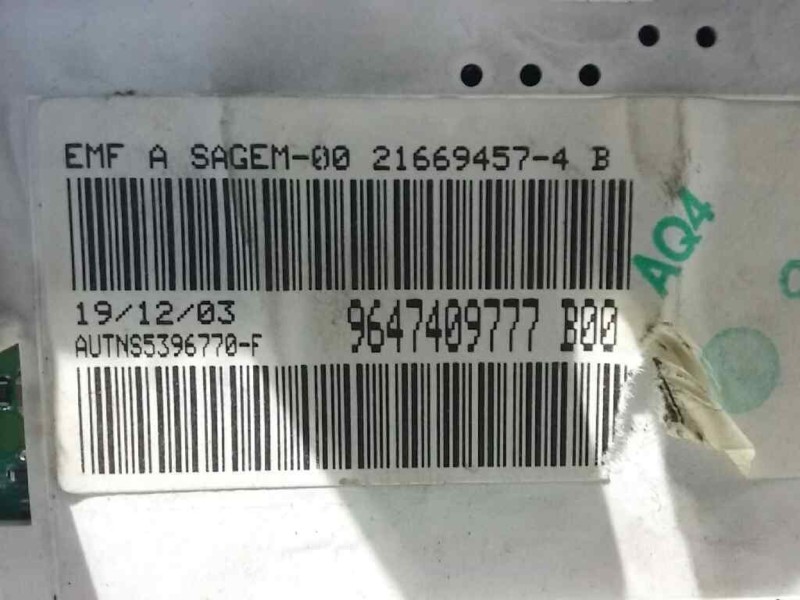 EMF A SAGEM-00 21669457-4 B
19/12/03
9647409777 B00
AUTNS5396770-F
AQ4